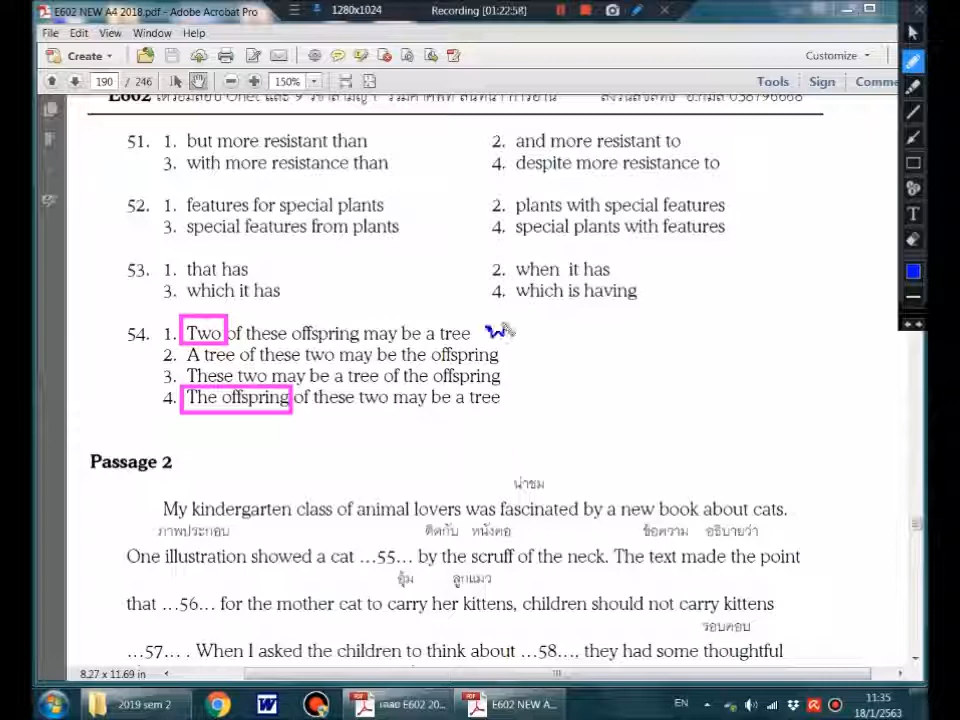 E602 NEW A4 2018.pdf - Adobe Acrobat Pro
1280x1024
Recording [01:22:58]
File Edit View Window Help
Create
Customize
190 / 246
150%
Tools Sign Comme
E602
51. 1. but more resistant than 2. and more resistant to
3. with more resistance than 4. despite more resistance to
52. 1. features for special plants 2. plants with special features
3. special features from plants 4. special plants with features
53. 1. that has 2. when it has
3. which it has 4. which is having
54. 1. Two of these offspring may be a tree
2. A tree of these two may be the offspring
3. These two may be a tree of the offspring
4. The offspring of these two may be a tree
Passage 2
น่าชม
My kindergarten class of animal lovers was fascinated by a new book about cats.
ภาพประกอบ ติดกับ หนังคอ ข้อความ อธิบายว่า
One illustration showed a cat ...55... by the scruff of the neck. The text made the point
อุ้ม ลูกแมว
that ...56... for the mother cat to carry her kittens, children should not carry kittens
รอบคอบ
...57... . When I asked the children to think about ...58..., they had some thoughtful
8.27 x 11.69 in
2019 sem 2
เฉลย E602 20...
E602 NEW A...
EN
11:35
18/1/2563